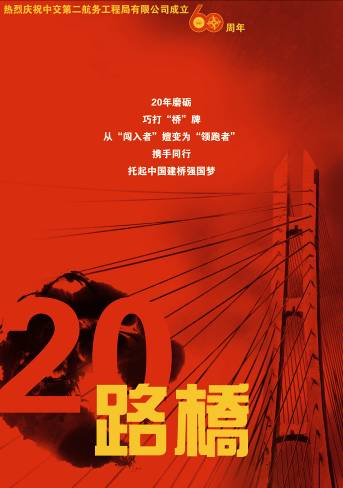 热烈庆祝中交第二航务工程局有限公司成立60周年
20年磨砺
巧打“桥”牌
从“闯入者”嬗变为“领跑者”
携手同行
托起中国建桥强国梦
20
路橋